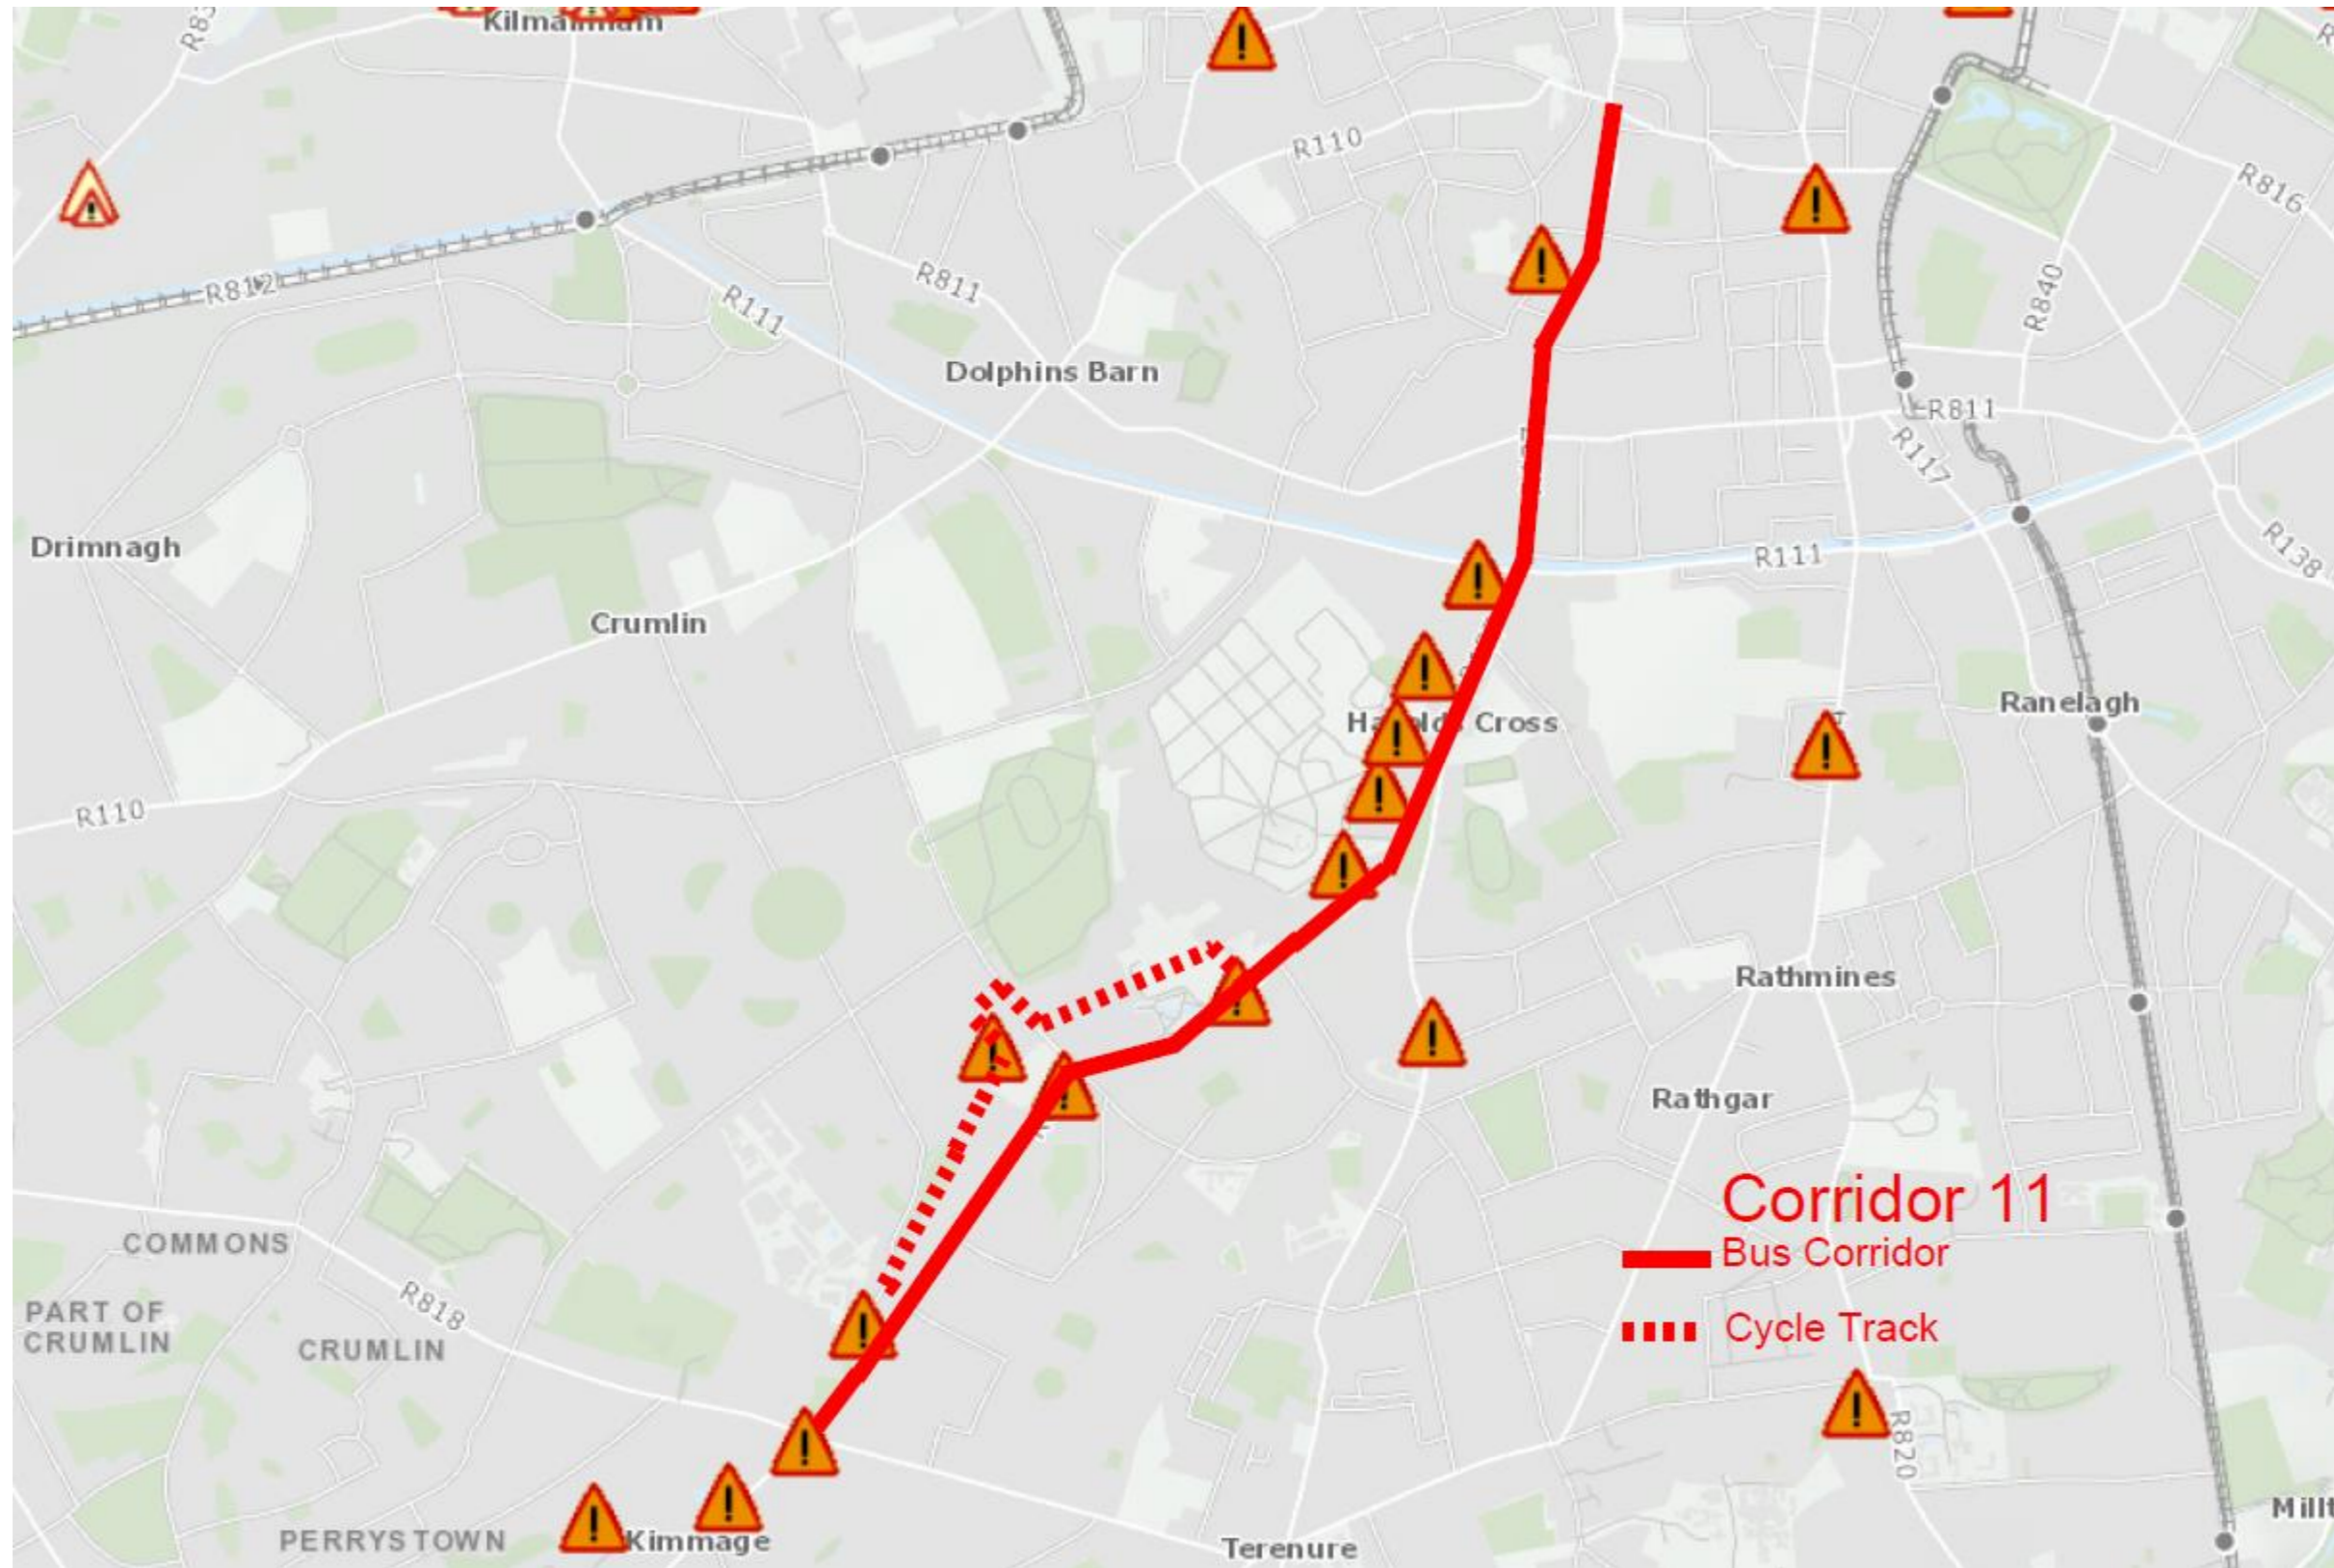 Kilmainham
R110
R816
R812
R811
R111
R840
Dolphins Barn
R811
R117
Drimnagh
R111
R138
Crumlin
Ranelagh
Cross
R110
Rathmines
Rathgar
Corridor 11
Bus Corridor
Cycle Track
COMMONS
R818
PART OF
CRUMLIN
CRUMLIN
R820
PERRYSTOWN
Kimmage
Terenure
Millt